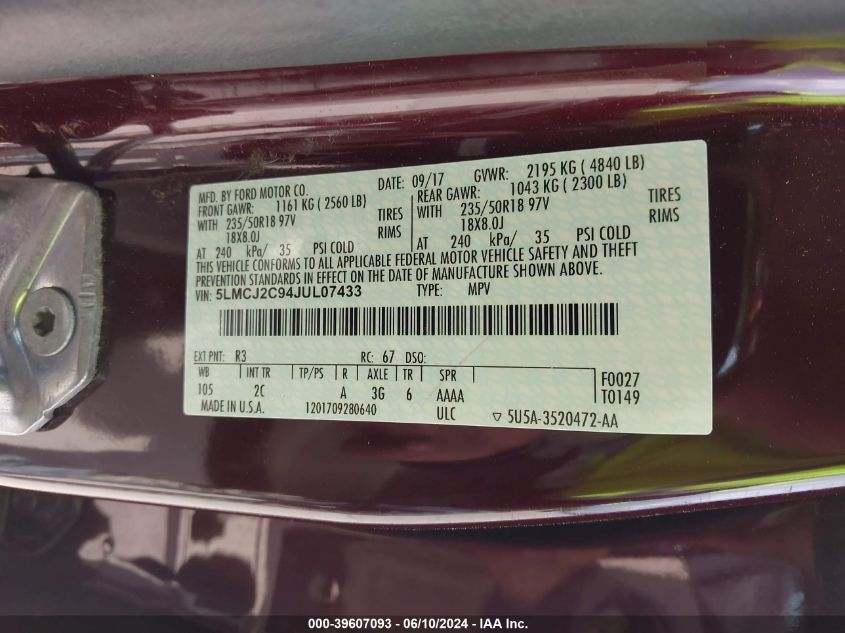 MFD. BY FORD MOTOR CO. DATE: 09/17 GVWR: 2195 KG ( 4840 LB)
FRONT GAWR: 1161 KG ( 2560 LB) REAR GAWR: 1043 KG ( 2300 LB)
WITH 235/50R18 97V TIRES WITH 235/50R18 97V TIRES
18X8.0J RIMS 18X8.0J RIMS
AT 240 kPa/ 35 PSI COLD AT 240 kPa/ 35 PSI COLD
THIS VEHICLE CONFORMS TO ALL APPLICABLE FEDERAL MOTOR VEHICLE SAFETY AND THEFT
PREVENTION STANDARDS IN EFFECT ON THE DATE OF MANUFACTURE SHOWN ABOVE.
VIN: 5LMCJ2C94JUL07433 TYPE: MPV
EXT PNT: R3 RC: 67 DSO:
WB INT TR TP/PS R AXLE TR SPR F0027
105 2C A 3G 6 AAAA T0149
MADE IN U.S.A. 1201709280640 ULC ▽ 5U5A-3520472-AA
000-39607093 - 06/10/2024 - IAA Inc.